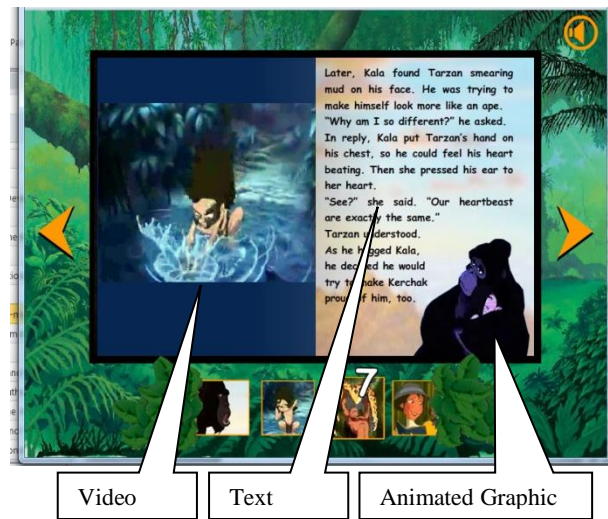 Later, Kala found Tarzan smearing
mud on his face. He was trying to
make himself look more like an ape.
"Why am I so different?" he asked.
In reply, Kala put Tarzan's hand on
his chest, so he could feel his heart
beating. Then she pressed his ear to
her heart.
"See?" she said. "Our heartbeast
are exactly the same."
Tarzan understood.
As he hugged Kala,
he decided he would
try to make Kerchak
proud of him, too.
7
Video
Text
Animated Graphic